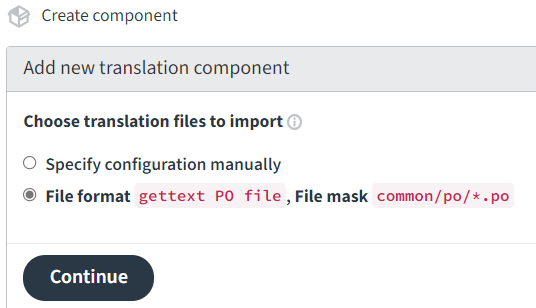 Create component
Add new translation component
Choose translation files to import
Specify configuration manually
File format gettext PO file , File mask common/po/*.po
Continue